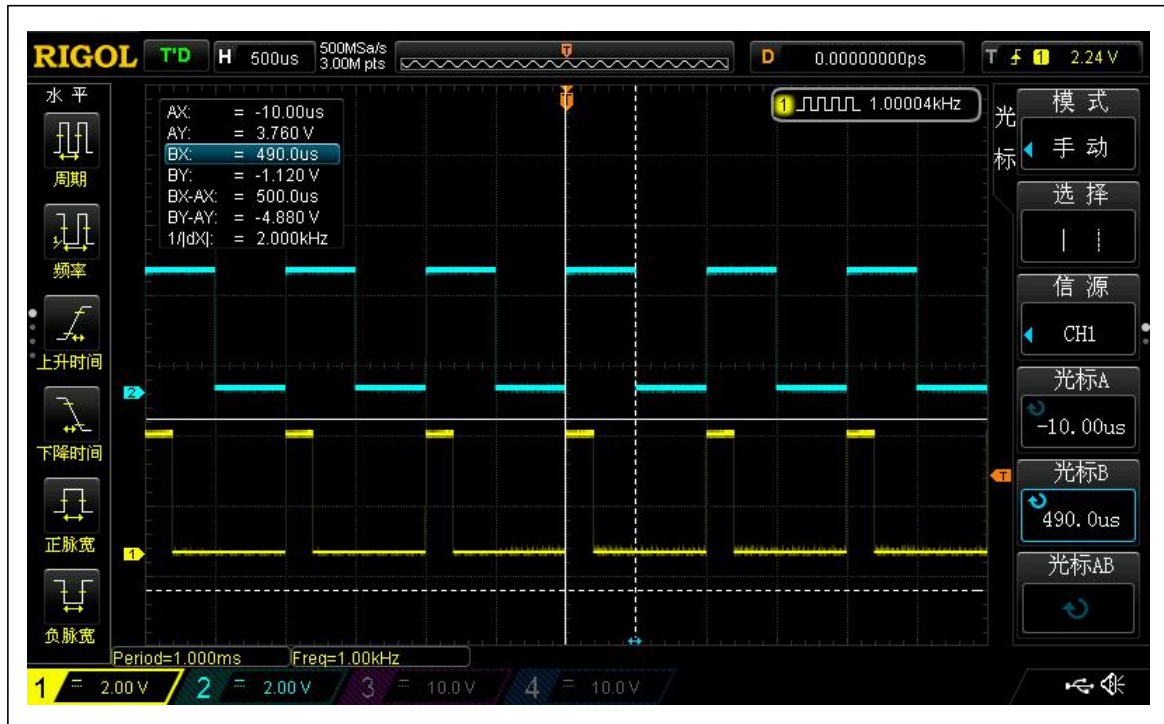 RIGOL T'D H 500us 500MSa/s 3.00M pts D 0.00000000ps T 1 2.24 V
水平
周期
频率
上升时间
下降时间
正脉宽
负脉宽
AX: = -10.00us
AY: = 3.760 V
BX: = 490.0us
BY: = -1.120 V
BX-AX: = 500.0us
BY-AY: = -4.880 V
1/|dX|: = 2.000kHz
T
1 1.00004kHz
2
1
T
光标
模式
手动
选择
信源
CH1
光标A
-10.00us
光标B
490.0us
光标AB
Period=1.000ms Freq=1.00kHz
1 = 2.00 V 2 = 2.00 V 3 = 10.0 V 4 = 10.0 V